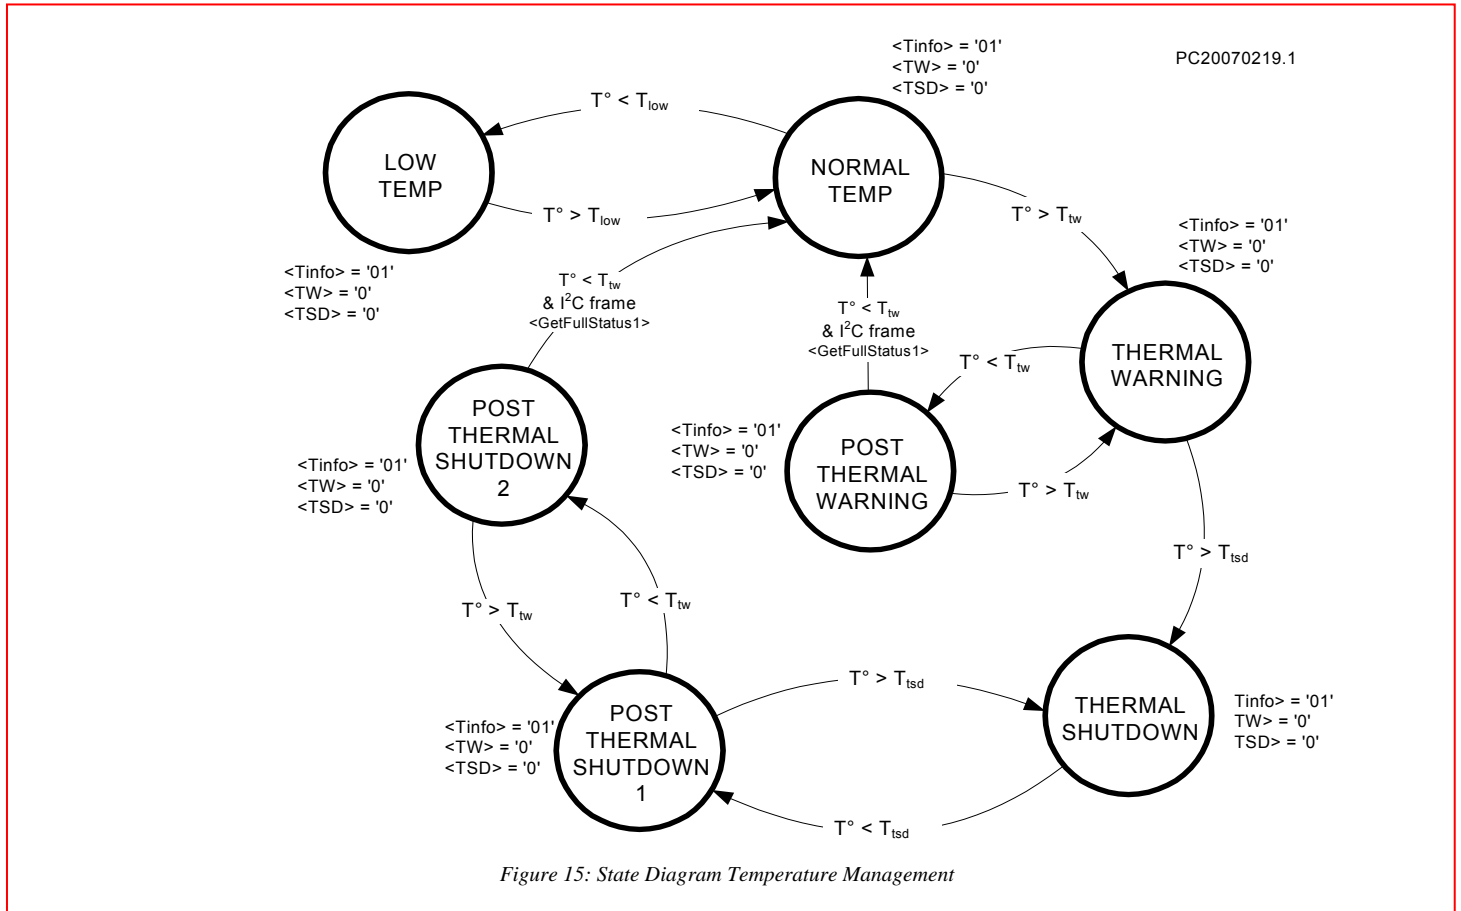 <Tinfo> = '01'
<TW> = '0'
<TSD> = '0'
PC20070219.1
T° < Tlow
LOW
TEMP
NORMAL
TEMP
T° > Tlow
T° > Ttw
<Tinfo> = '01'
<TW> = '0'
<TSD> = '0'
<Tinfo> = '01'
<TW> = '0'
<TSD> = '0'
T° < Ttw
& I²C frame
<GetFullStatus1>
T° < Ttw
& I²C frame
<GetFullStatus1>
THERMAL
WARNING
T° < Ttw
POST
THERMAL
SHUTDOWN
2
<Tinfo> = '01'
<TW> = '0'
<TSD> = '0'
<Tinfo> = '01'
<TW> = '0'
<TSD> = '0'
POST
THERMAL
WARNING
T° > Ttw
T° > Ttsd
T° > Ttw
T° < Ttw
T° > Ttsd
<Tinfo> = '01'
<TW> = '0'
<TSD> = '0'
POST
THERMAL
SHUTDOWN
1
THERMAL
SHUTDOWN
Tinfo> = '01'
TW> = '0'
TSD> = '0'
T° < Ttsd
Figure 15: State Diagram Temperature Management